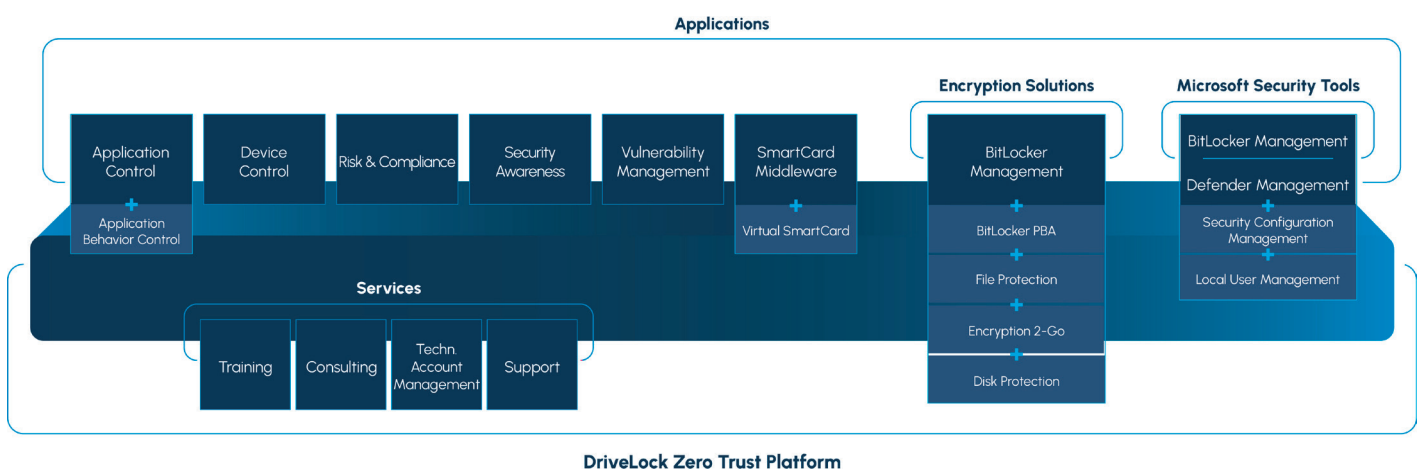 Applications
Encryption Solutions
Microsoft Security Tools
Application
Control
+
Application
Behavior Control
Device
Control
Risk & Compliance
Security
Awareness
Vulnerability
Management
SmartCard
Middleware
+
Virtual SmartCard
BitLocker
Management
+
BitLocker PBA
+
File Protection
+
Encryption 2-Go
+
Disk Protection
BitLocker Management
Defender Management
+
Security Configuration
Management
+
Local User Management
Services
Training
Consulting
Techn.
Account
Management
Support
DriveLock Zero Trust Platform